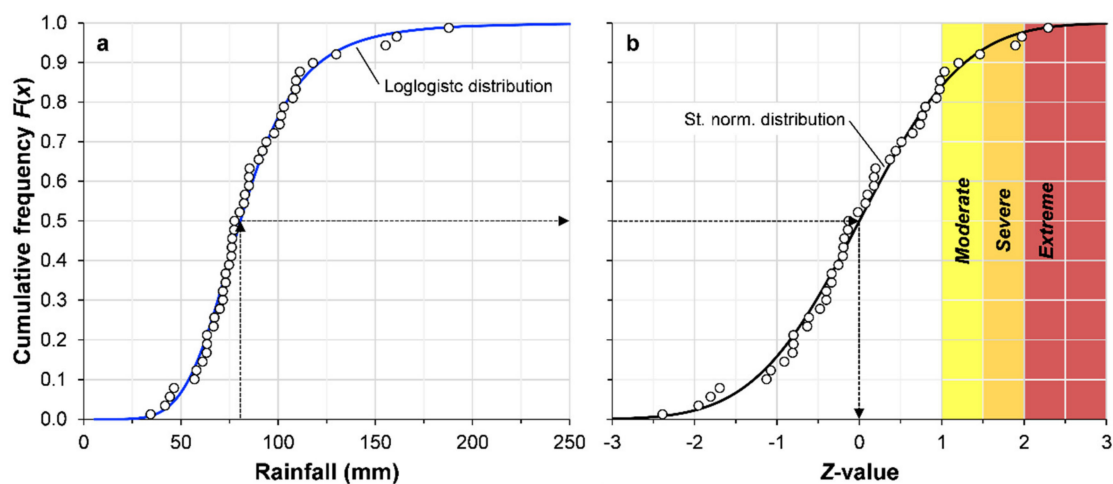 a
Cumulative frequency F(x)
1.0
0.9
0.8
0.7
0.6
0.5
0.4
0.3
0.2
0.1
0.0
Loglogistc distribution
0 50 100 150 200 250
Rainfall (mm)
b
St. norm. distribution
Moderate
Severe
Extreme
-3 -2 -1 0 1 2 3
Z-value